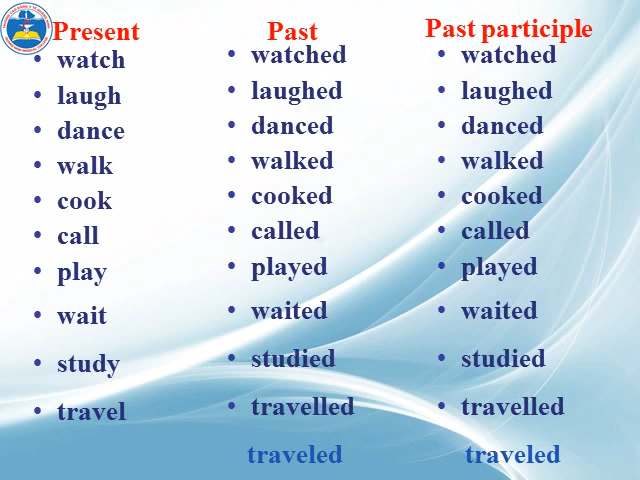 Present Past Past participle
• watch • watched • watched
• laugh • laughed • laughed
• dance • danced • danced
• walk • walked • walked
• cook • cooked • cooked
• call • called • called
• play • played • played
• wait • waited • waited
• study • studied • studied
• travel • travelled • travelled
traveled traveled